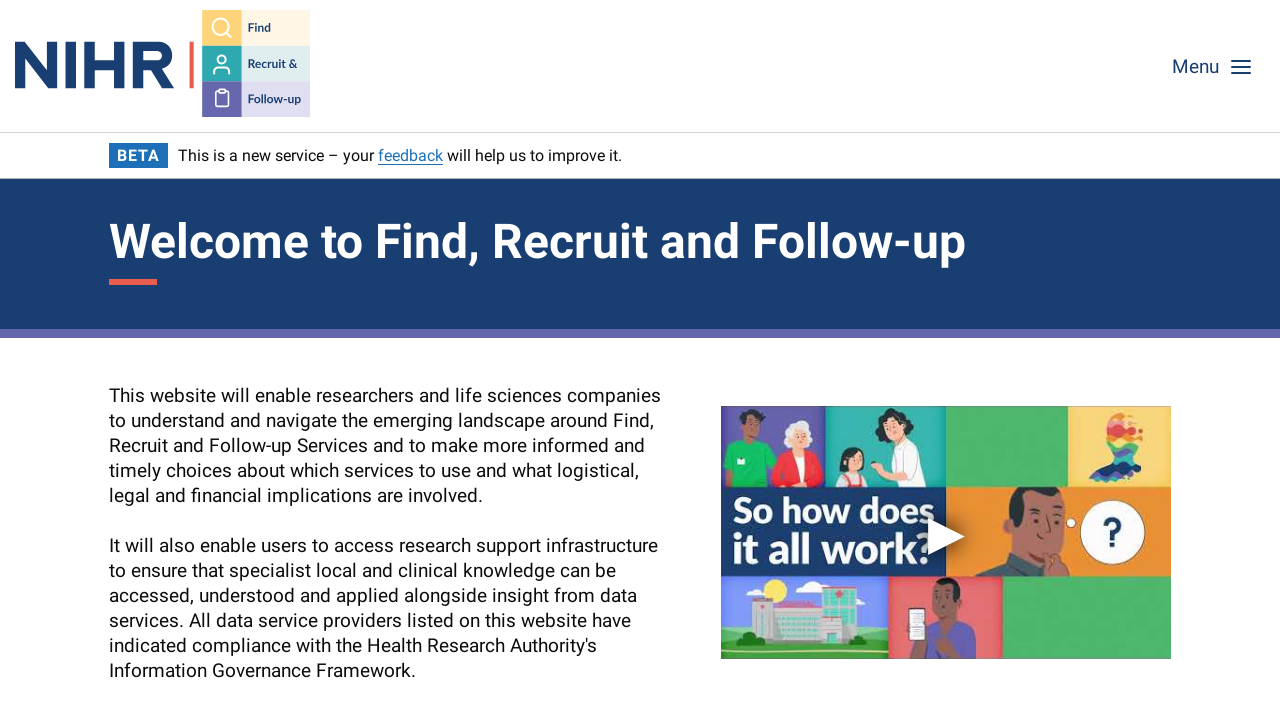 NIHR
Find
Recruit &
Follow-up
Menu
BETA This is a new service – your feedback will help us to improve it.
Welcome to Find, Recruit and Follow-up
This website will enable researchers and life sciences companies
to understand and navigate the emerging landscape around Find,
Recruit and Follow-up Services and to make more informed and
timely choices about which services to use and what logistical,
legal and financial implications are involved.
It will also enable users to access research support infrastructure
to ensure that specialist local and clinical knowledge can be
accessed, understood and applied alongside insight from data
services. All data service providers listed on this website have
indicated compliance with the Health Research Authority's
Information Governance Framework.
So how does
it all work?
?